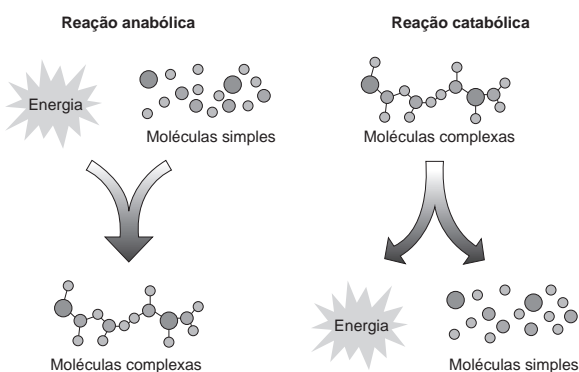 Reação anabólica
Energia
Moléculas simples
Moléculas complexas
Reação catabólica
Moléculas complexas
Energia
Moléculas simples